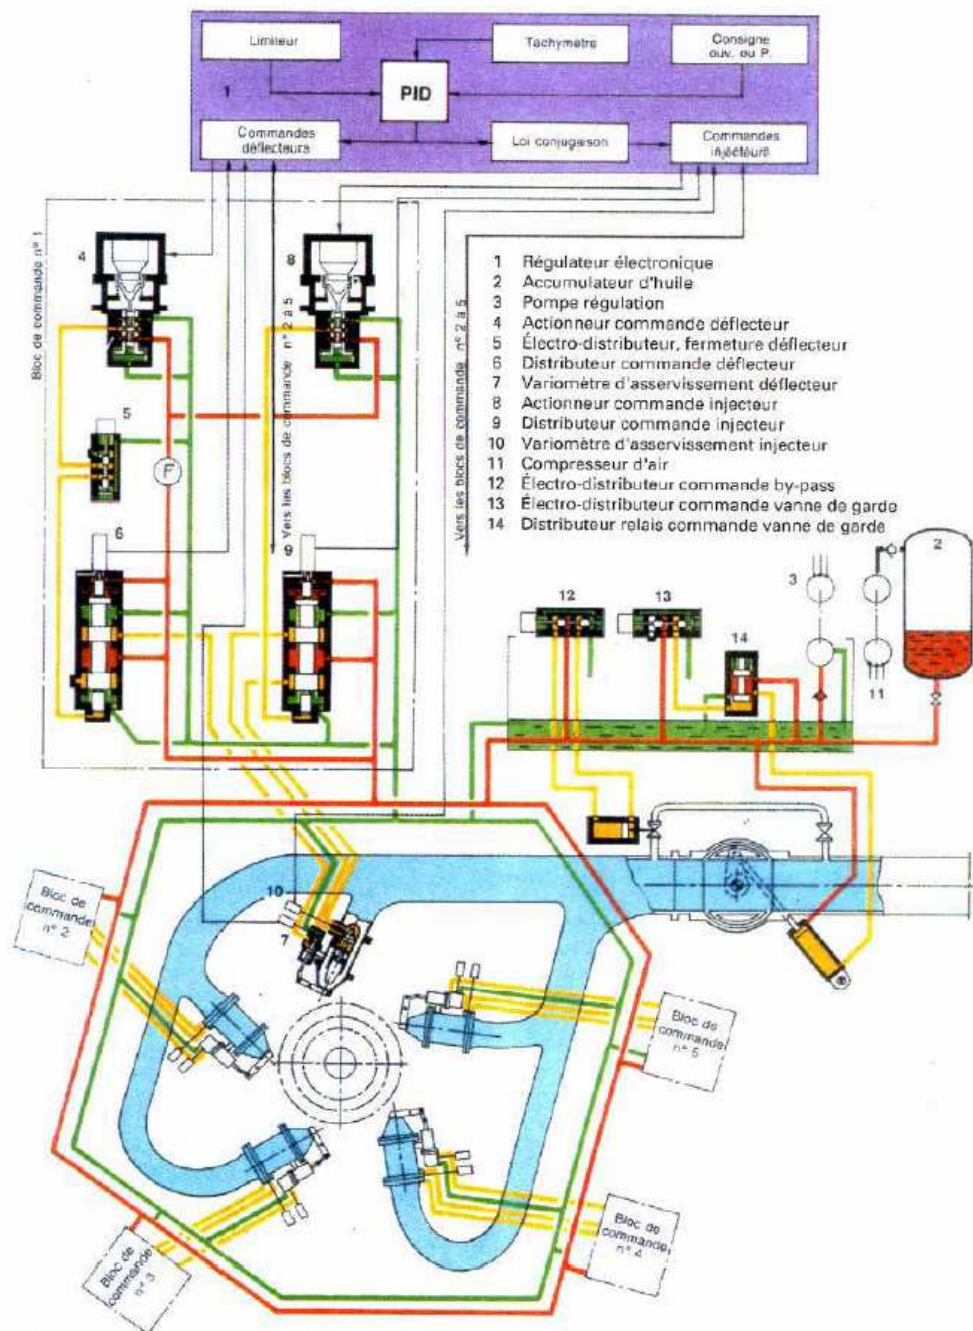 Limiteur
Tachymètre
Consigne
ouv. ou P.
PID
Commandes
déflecteurs
Loi conjugaison
Commandes
injecteurs
Bloc de commande n° 1
4
8
Vers les blocs de commande n° 2 à 5
Vers les blocs de commande n° 2 à 5
1 Régulateur électronique
2 Accumulateur d'huile
3 Pompe régulation
4 Actionneur commande déflecteur
5 Électro-distributeur, fermeture déflecteur
6 Distributeur commande déflecteur
7 Variomètre d'asservissement déflecteur
8 Actionneur commande injecteur
9 Distributeur commande injecteur
10 Variomètre d'asservissement injecteur
11 Compresseur d'air
12 Électro-distributeur commande by-pass
13 Électro-distributeur commande vanne de garde
14 Distributeur relais commande vanne de garde
5
F
6
9
2
3
12
13
14
11
10
7
Bloc de
commande
n° 2
Bloc de
commande
n° 5
Bloc de
commande
n° 4
Bloc de
commande
n° 3